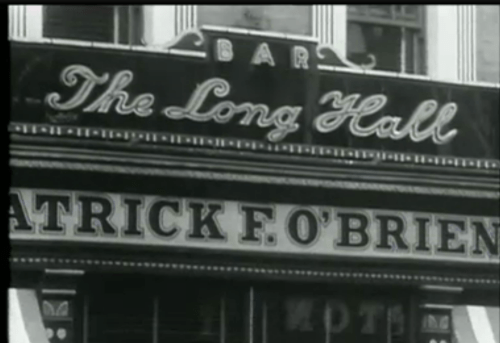 BAR
The Long Hall
ATRICK F. O'BRIEN